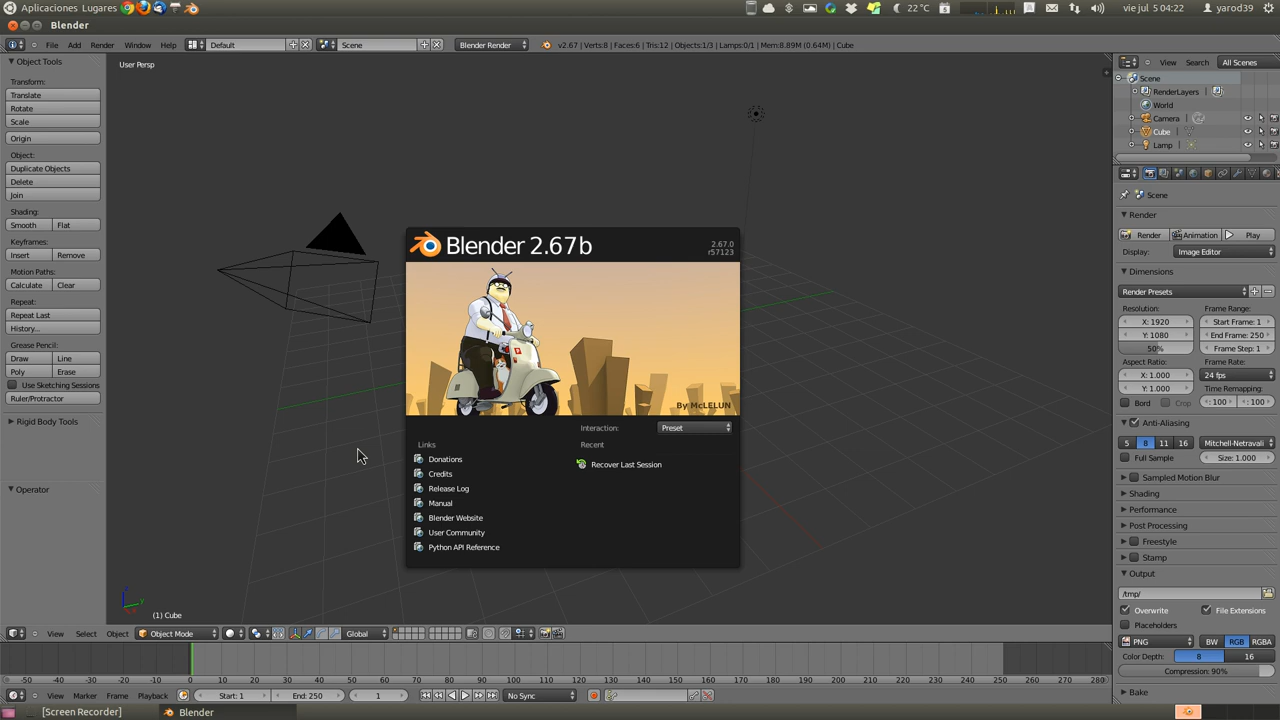 Aplicaciones Lugares
22 °C
vie jul 5 04:22
yarod39
Blender
File Add Render Window Help
Default
Scene
Blender Render
v2.67 | Verts:8 | Faces:6 | Tris:12 | Objects:1/3 | Lamps:0/1 | Mem:8.89M (0.64M) | Cube
Object Tools
Transform:
Translate
Rotate
Scale
Origin
Object:
Duplicate Objects
Delete
Join
Shading:
Smooth Flat
Keyframes:
Insert Remove
Motion Paths:
Calculate Clear
Repeat:
Repeat Last
History...
Grease Pencil:
Draw Line
Poly Erase
Use Sketching Sessions
Ruler/Protractor
Rigid Body Tools
Operator
User Persp
Blender 2.67b
2.67.0
r57123
By McLELUN
Interaction: Preset
Links
Recent
Donations
Recover Last Session
Credits
Release Log
Manual
Blender Website
User Community
Python API Reference
(1) Cube
View Select Object Object Mode Global
-50 -40 -30 -20 -10 0 10 20 30 40 50 60 70 80 90 100 110 120 130 140 150 160 170 180 190 200 210 220 230 240 250 260 270 280
View Marker Frame Playback Start: 1 End: 250 1 No Sync
View Search All Scenes
Scene
RenderLayers
World
Camera
Cube
Lamp
Scene
Render
Render Animation Play
Display: Image Editor
Dimensions
Render Presets
Resolution: Frame Range:
X: 1920 Start Frame: 1
Y: 1080 End Frame: 250
50% Frame Step: 1
Aspect Ratio: Frame Rate:
X: 1.000 24 fps
Y: 1.000 Time Remapping:
Bord Crop :100 :100
Anti-Aliasing
5 8 11 16 Mitchell-Netravali
Full Sample Size: 1.000
Sampled Motion Blur
Shading
Performance
Post Processing
Freestyle
Stamp
Output
/tmp/
Overwrite File Extensions
Placeholders
PNG BW RGB RGBA
Color Depth: 8 16
Compression: 90%
Bake
[Screen Recorder]
Blender